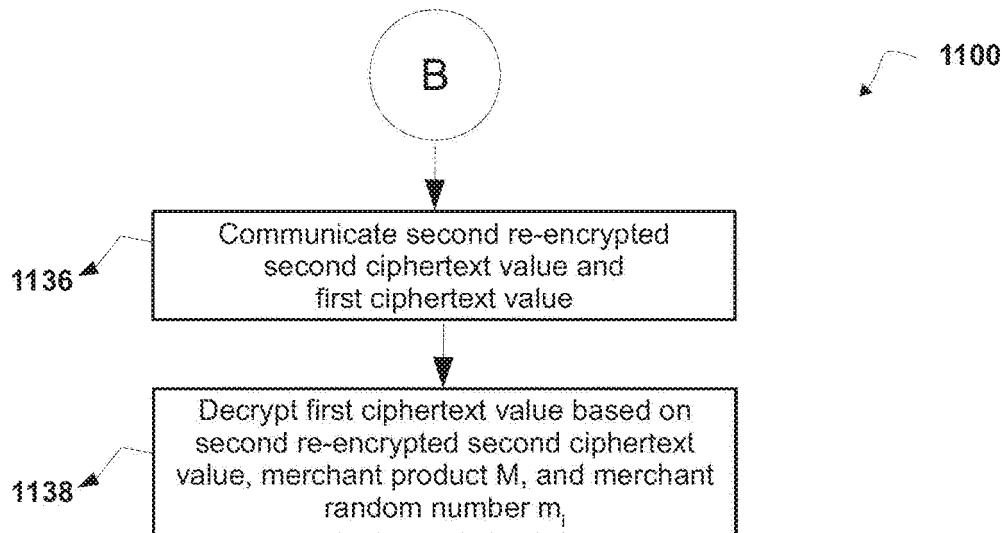 B
1100
1136
Communicate second re-encrypted
second ciphertext value and
first ciphertext value
1138
Decrypt first ciphertext value based on
second re-encrypted second ciphertext
value, merchant product M, and merchant
random number mⱼ